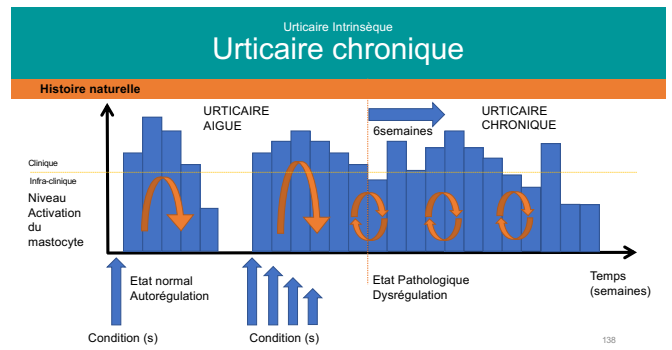 Urticaire Intrinsèque
Urticaire chronique
Histoire naturelle
URTICAIRE
AIGUE
6semaines
URTICAIRE
CHRONIQUE
Clinique
Infra-clinique
Niveau
Activation
du
mastocyte
Etat normal
Autorégulation
Etat Pathologique
Dysrégulation
Temps
(semaines)
Condition (s)
Condition (s)
138